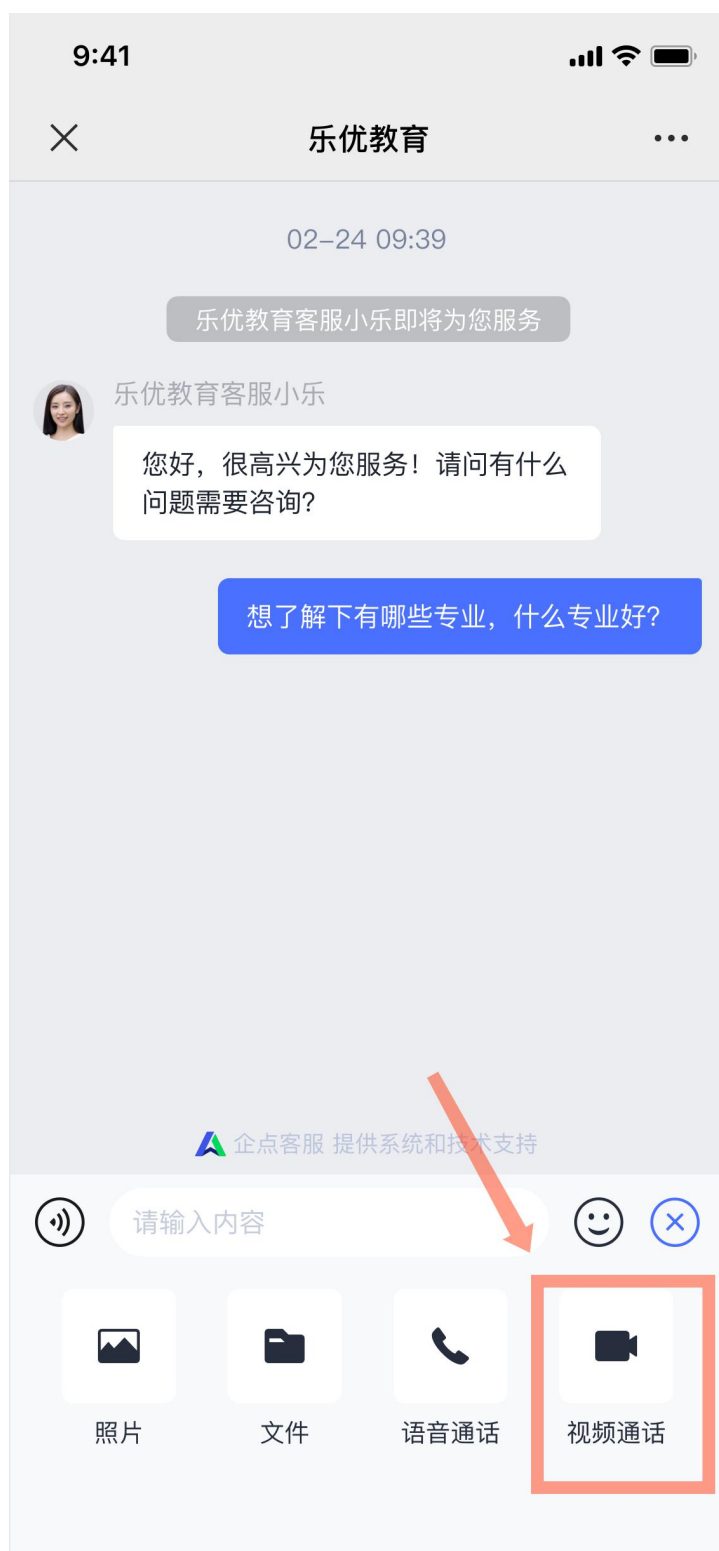 9:41
乐优教育
02-24 09:39
乐优教育客服小乐即将为您服务
乐优教育客服小乐
您好，很高兴为您服务！请问有什么
问题需要咨询？
想了解下有哪些专业，什么专业好？
企点客服 提供系统和技术支持
请输入内容
照片
文件
语音通话
视频通话